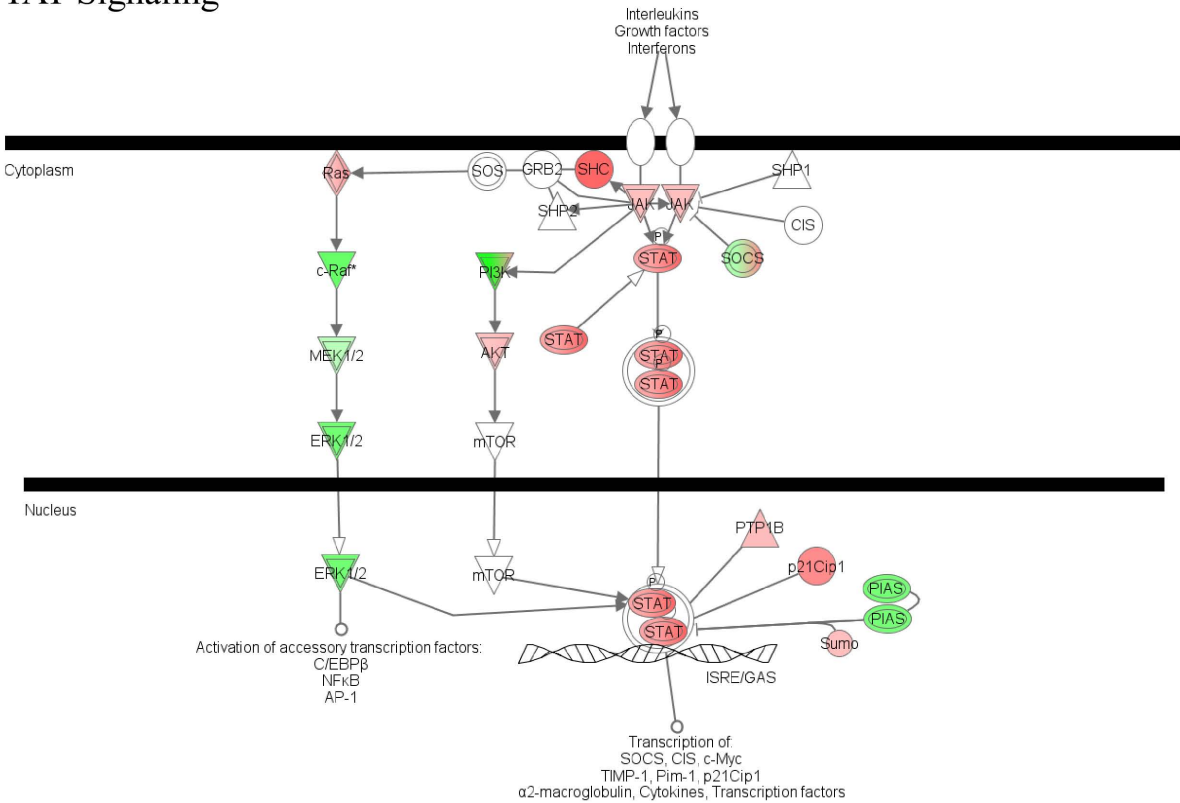 Signaling
Interleukins
Growth factors
Interferons
Cytoplasm
Ras
SOS
GRB2
SHC
SHP1
SHP2
JAK
JAK
CIS
P
c-Raf*
PI3K
STAT
SOCS
STAT
MEK1/2
AKT
P
STAT
P
STAT
ERK1/2
mTOR
Nucleus
PTP1B
p21Cip1
ERK1/2
mTOR
P
STAT
STAT
PIAS
PIAS
Sumo
Activation of accessory transcription factors:
C/EBPβ
NFκB
AP-1
ISRE/GAS
Transcription of:
SOCS, CIS, c-Myc
TIMP-1, Pim-1, p21Cip1
α2-macroglobulin, Cytokines, Transcription factors